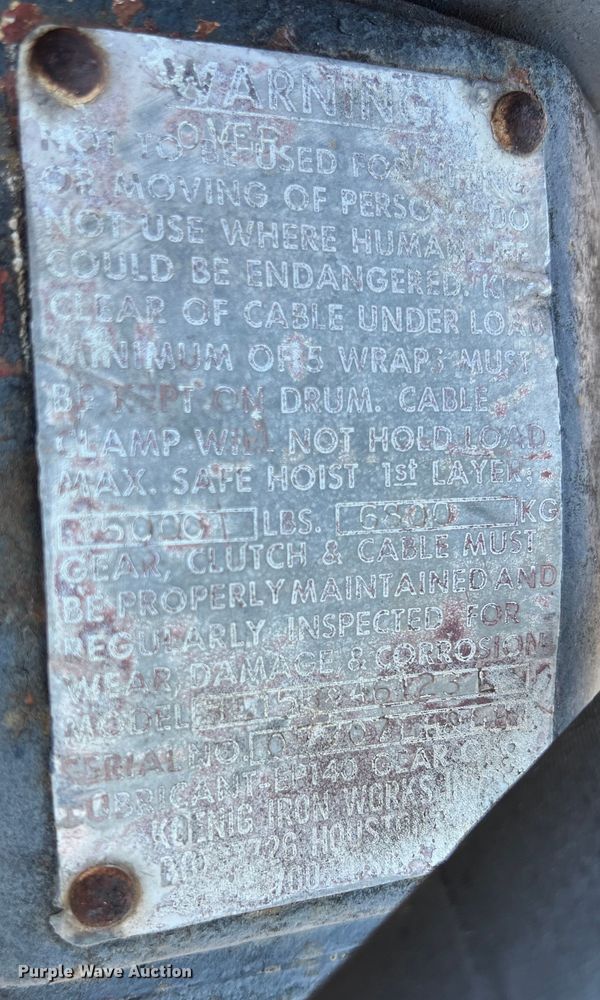 WARNING
OVER
NOT TO BE USED FOR LIFTING
OR MOVING OF PERSONS. DO
NOT USE WHERE HUMAN LIFE
COULD BE ENDANGERED. KEEP
CLEAR OF CABLE UNDER LOAD
MINIMUM OF 5 WRAPS MUST
BE KEPT ON DRUM. CABLE
CLAMP WILL NOT HOLD LOAD.
MAX. SAFE HOIST 1st LAYER:
LBS. KG
GEAR, CLUTCH & CABLE MUST
BE PROPERLY MAINTAINED AND
REGULARLY INSPECTED FOR
WEAR, DAMAGE & CORROSION
MODEL
SERIAL NO.
LUBRICANT-EP140 GEAR
KOENIG IRON WORKS
HOUSTON
Purple Wave Auction